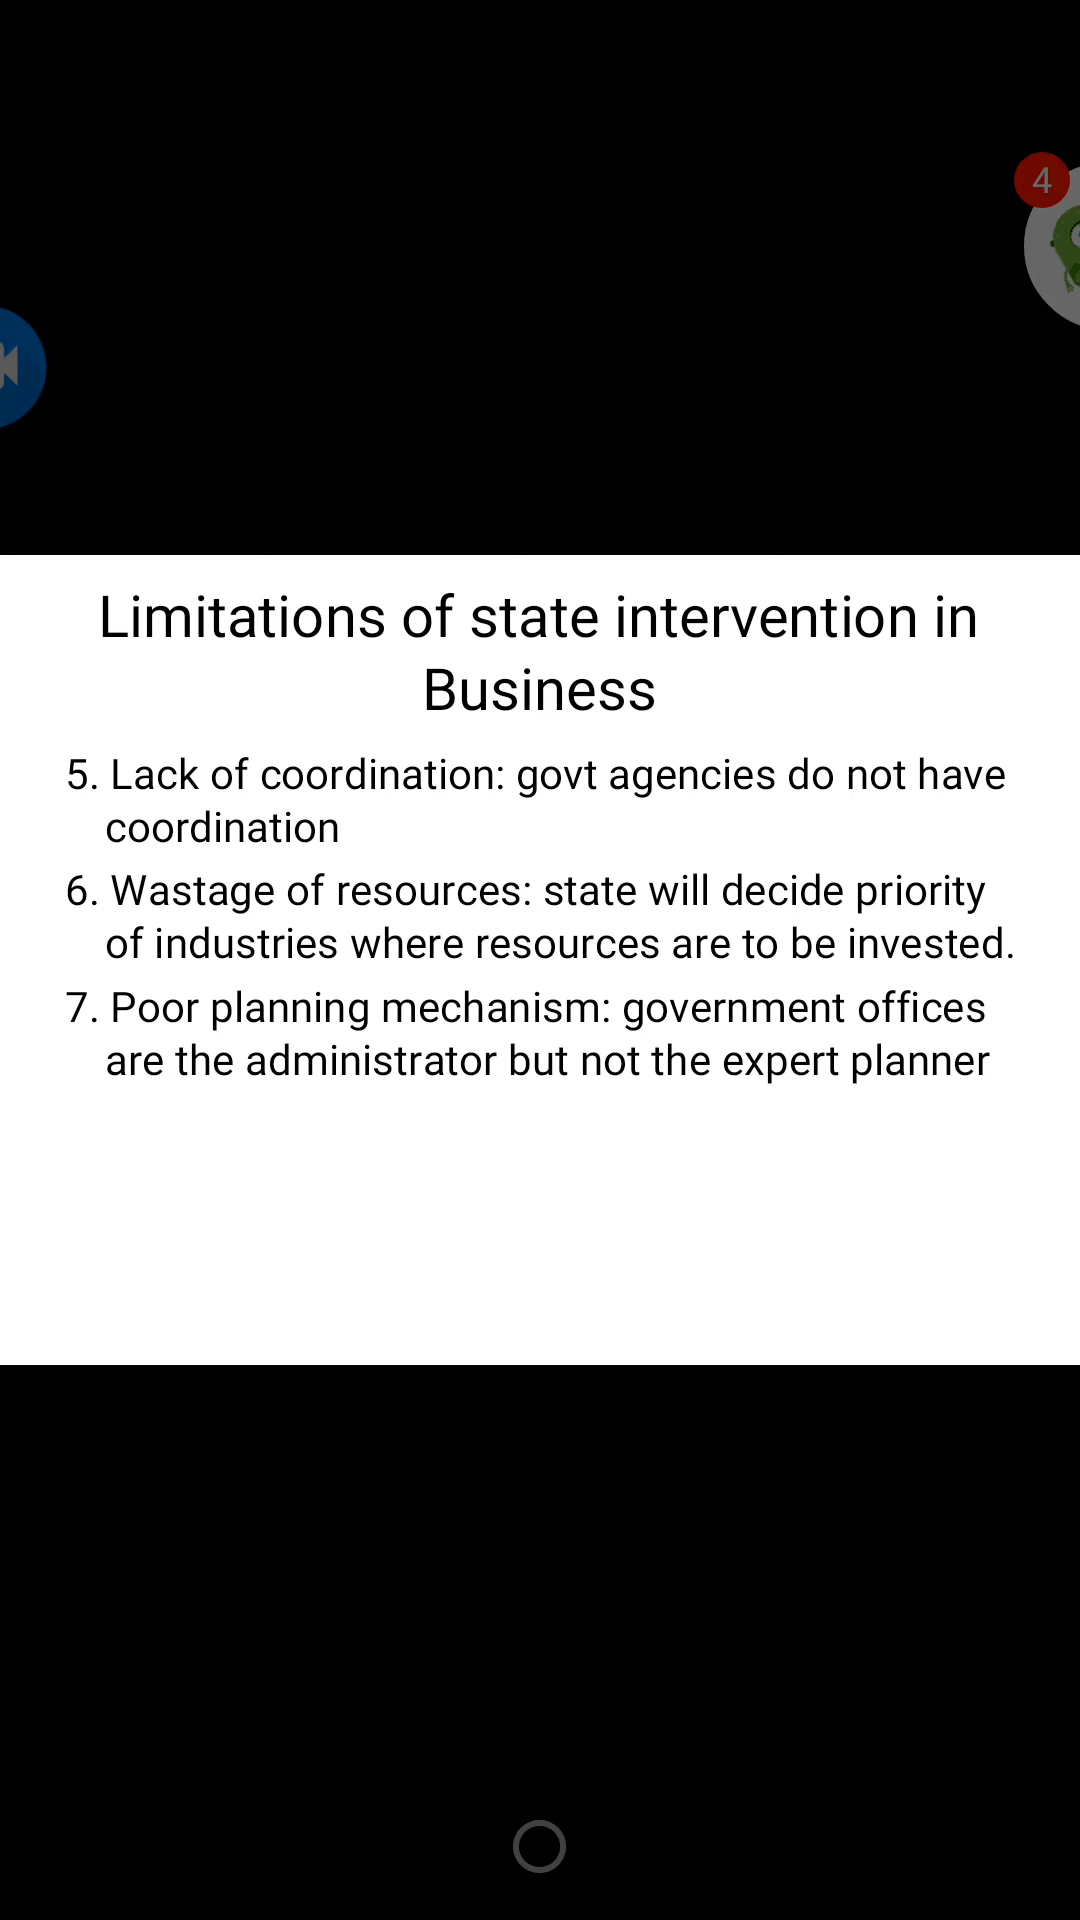 4
Limitations of state intervention in
Business
5. Lack of coordination: govt agencies do not have
coordination
6. Wastage of resources: state will decide priority
of industries where resources are to be invested.
7. Poor planning mechanism: government offices
are the administrator but not the expert planner